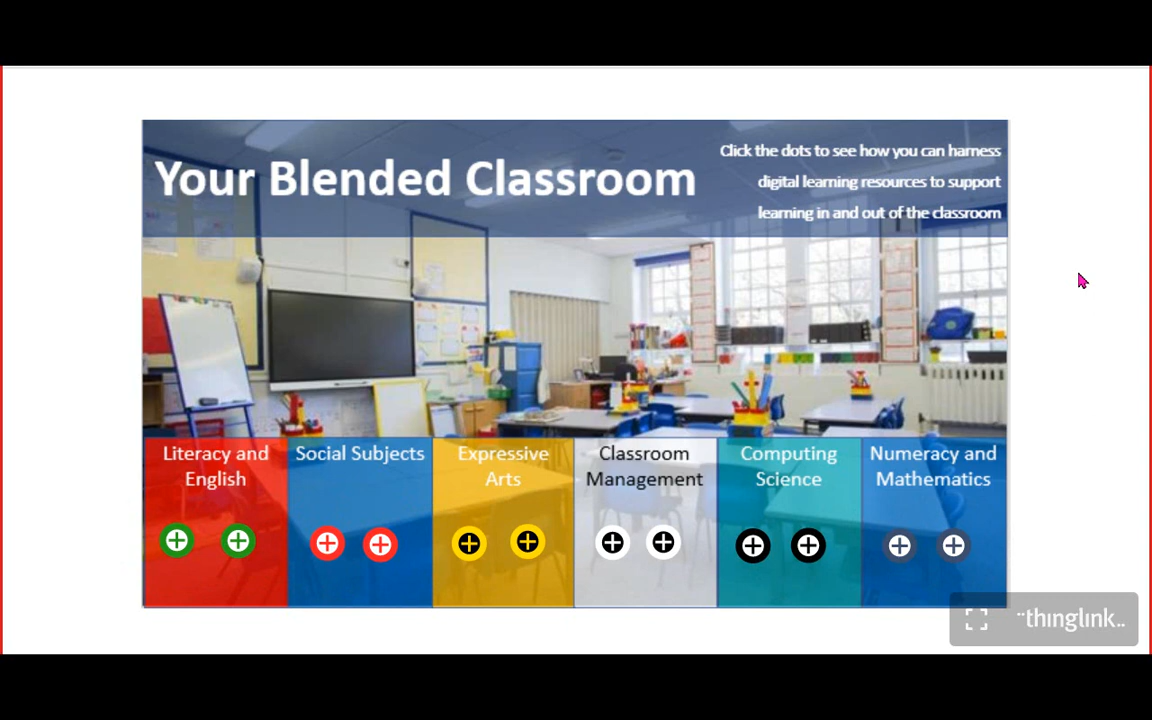 Your Blended Classroom
Click the dots to see how you can harness
digital learning resources to support
learning in and out of the classroom
Literacy and
English
Social Subjects
Expressive
Arts
Classroom
Management
Computing
Science
Numeracy and
Mathematics
¨thınglınk..